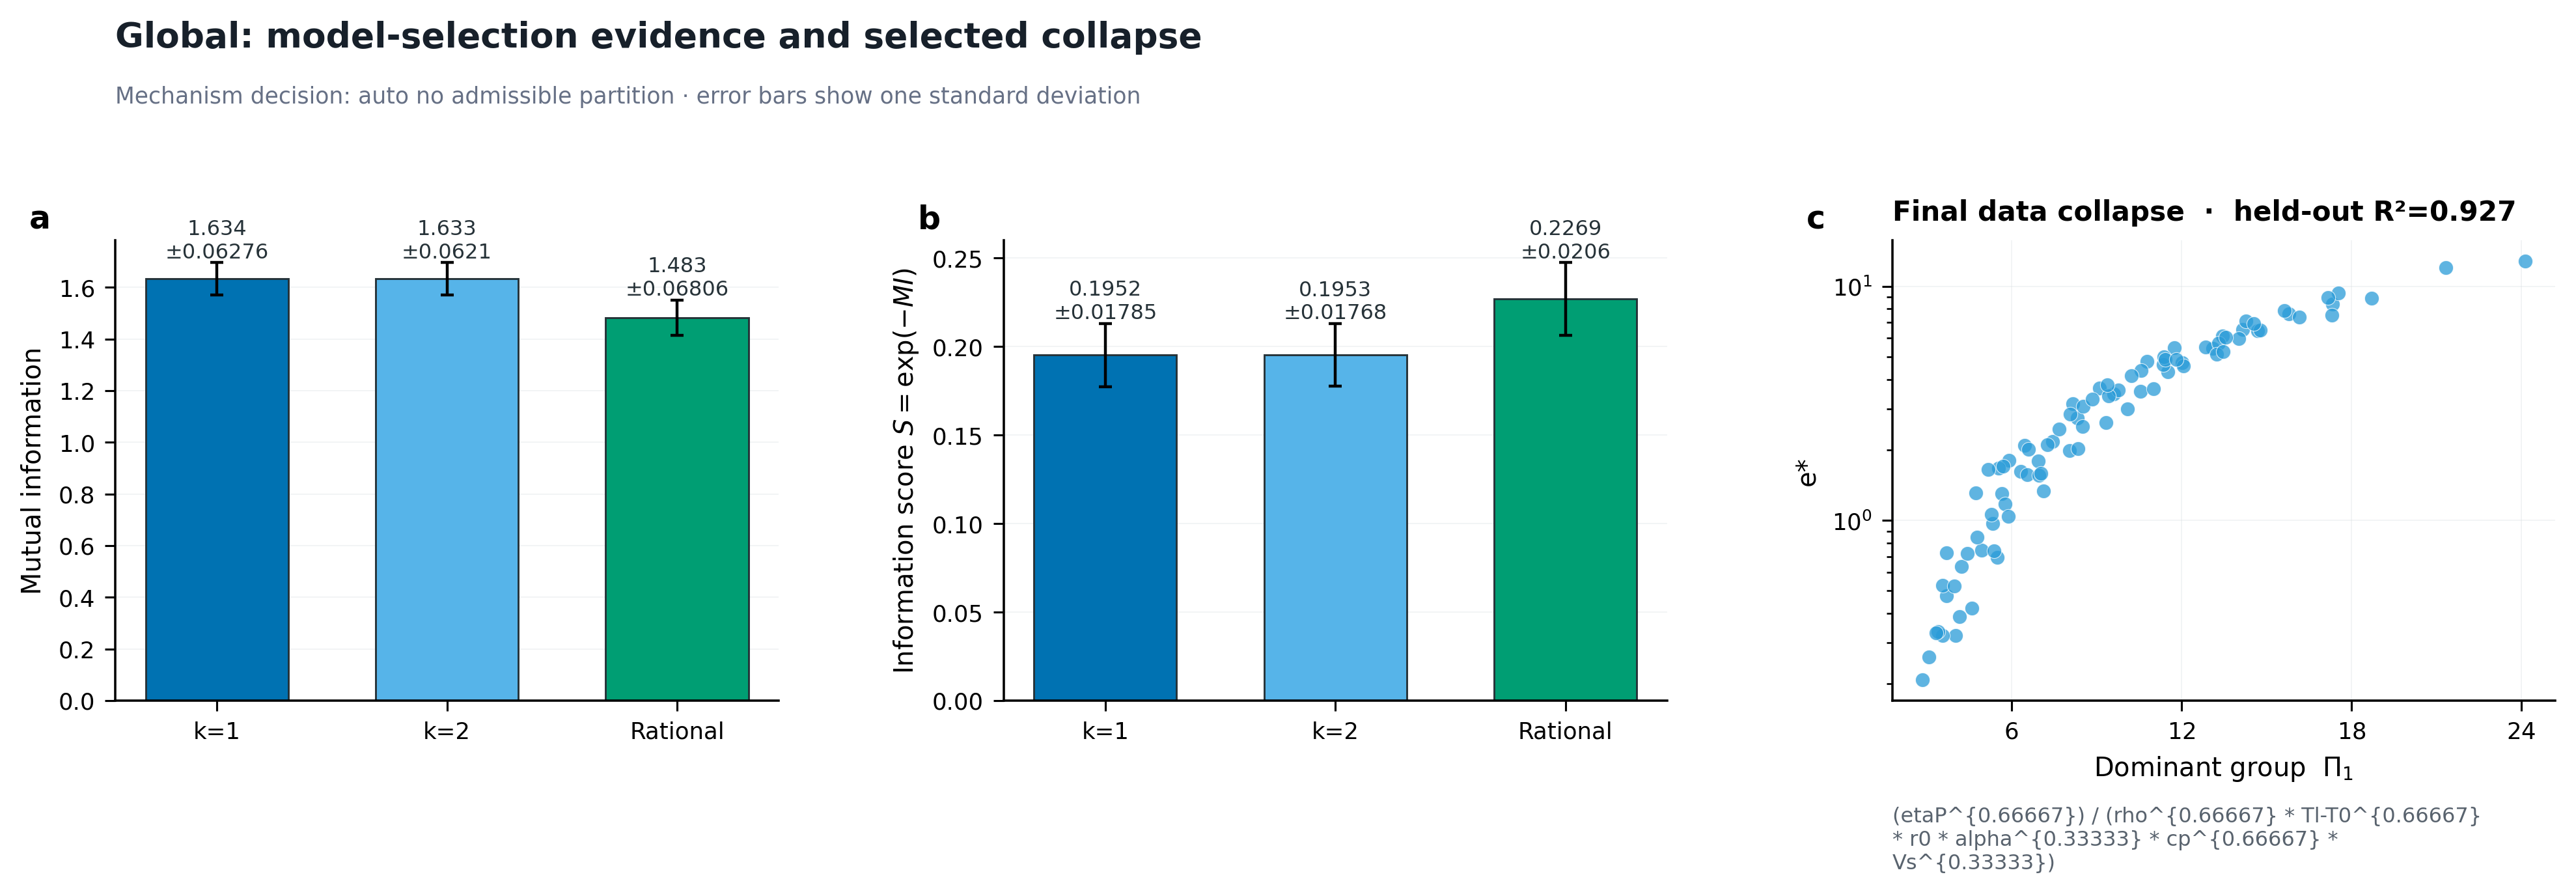 Global: model-selection evidence and selected collapse
Mechanism decision: auto no admissible partition · error bars show one standard deviation
a
1.634
±0.06276
1.633
±0.0621
1.483
±0.06806
Mutual information
1.6
1.4
1.2
1.0
0.8
0.6
0.4
0.2
0.0
k=1
k=2
Rational
b
0.1952
±0.01785
0.1953
±0.01768
0.2269
±0.0206
Information score S = exp(−MI)
0.25
0.20
0.15
0.10
0.05
0.00
k=1
k=2
Rational
c
Final data collapse · held-out R²=0.927
e*
10¹
10⁰
6
12
18
24
Dominant group Π₁
(etaP^{0.66667}) / (rho^{0.66667} * Tl-T0^{0.66667}
* r0 * alpha^{0.33333} * cp^{0.66667} *
Vs^{0.33333})